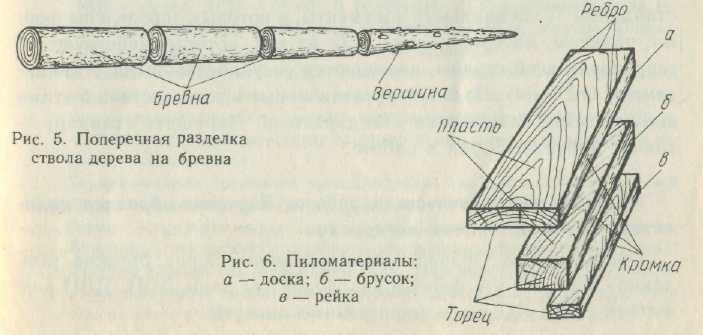 Ребро
а
бревна
Вершина
б
Пласть
Рис. 5. Поперечная разделка
ствола дерева на бревна
в
Рис. 6. Пиломатериалы:
а — доска; б — брусок;
в — рейка
Кромка
Торец